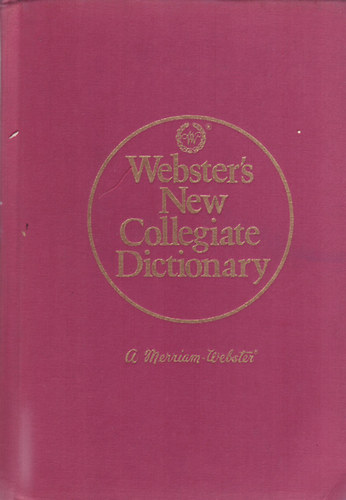 Webster's
New
Collegiate
Dictionary
A Merriam-Webster